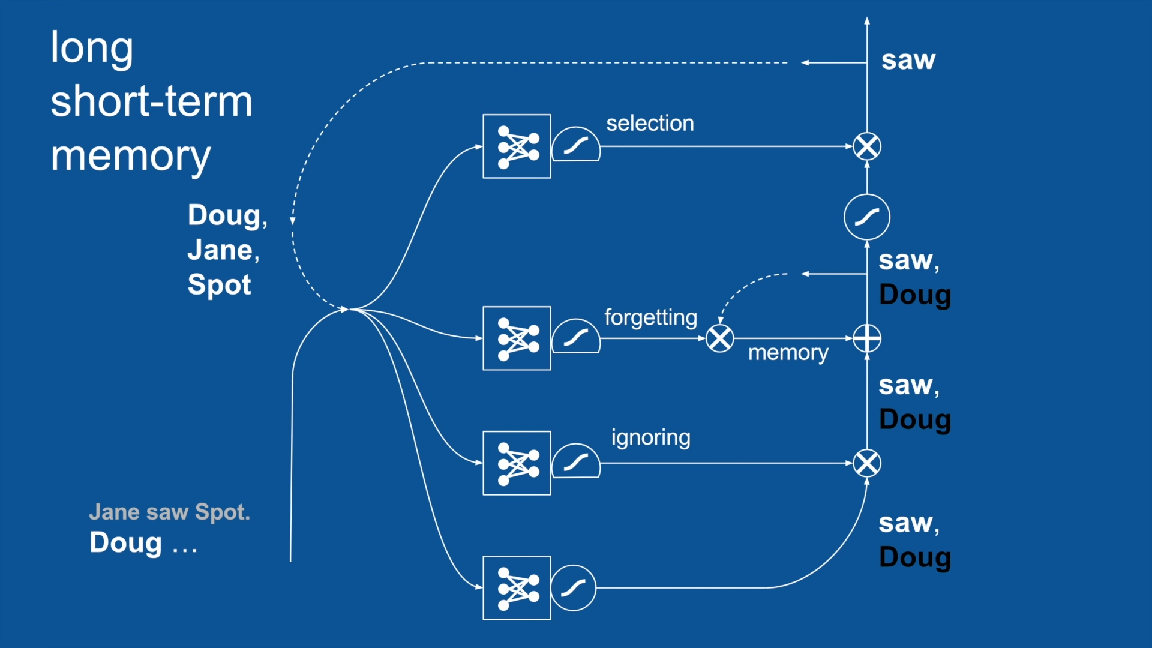 long
short-term
memory
saw
selection
Doug,
Jane,
Spot
saw,
Doug
forgetting
memory
saw,
Doug
ignoring
Jane saw Spot.
Doug …
saw,
Doug